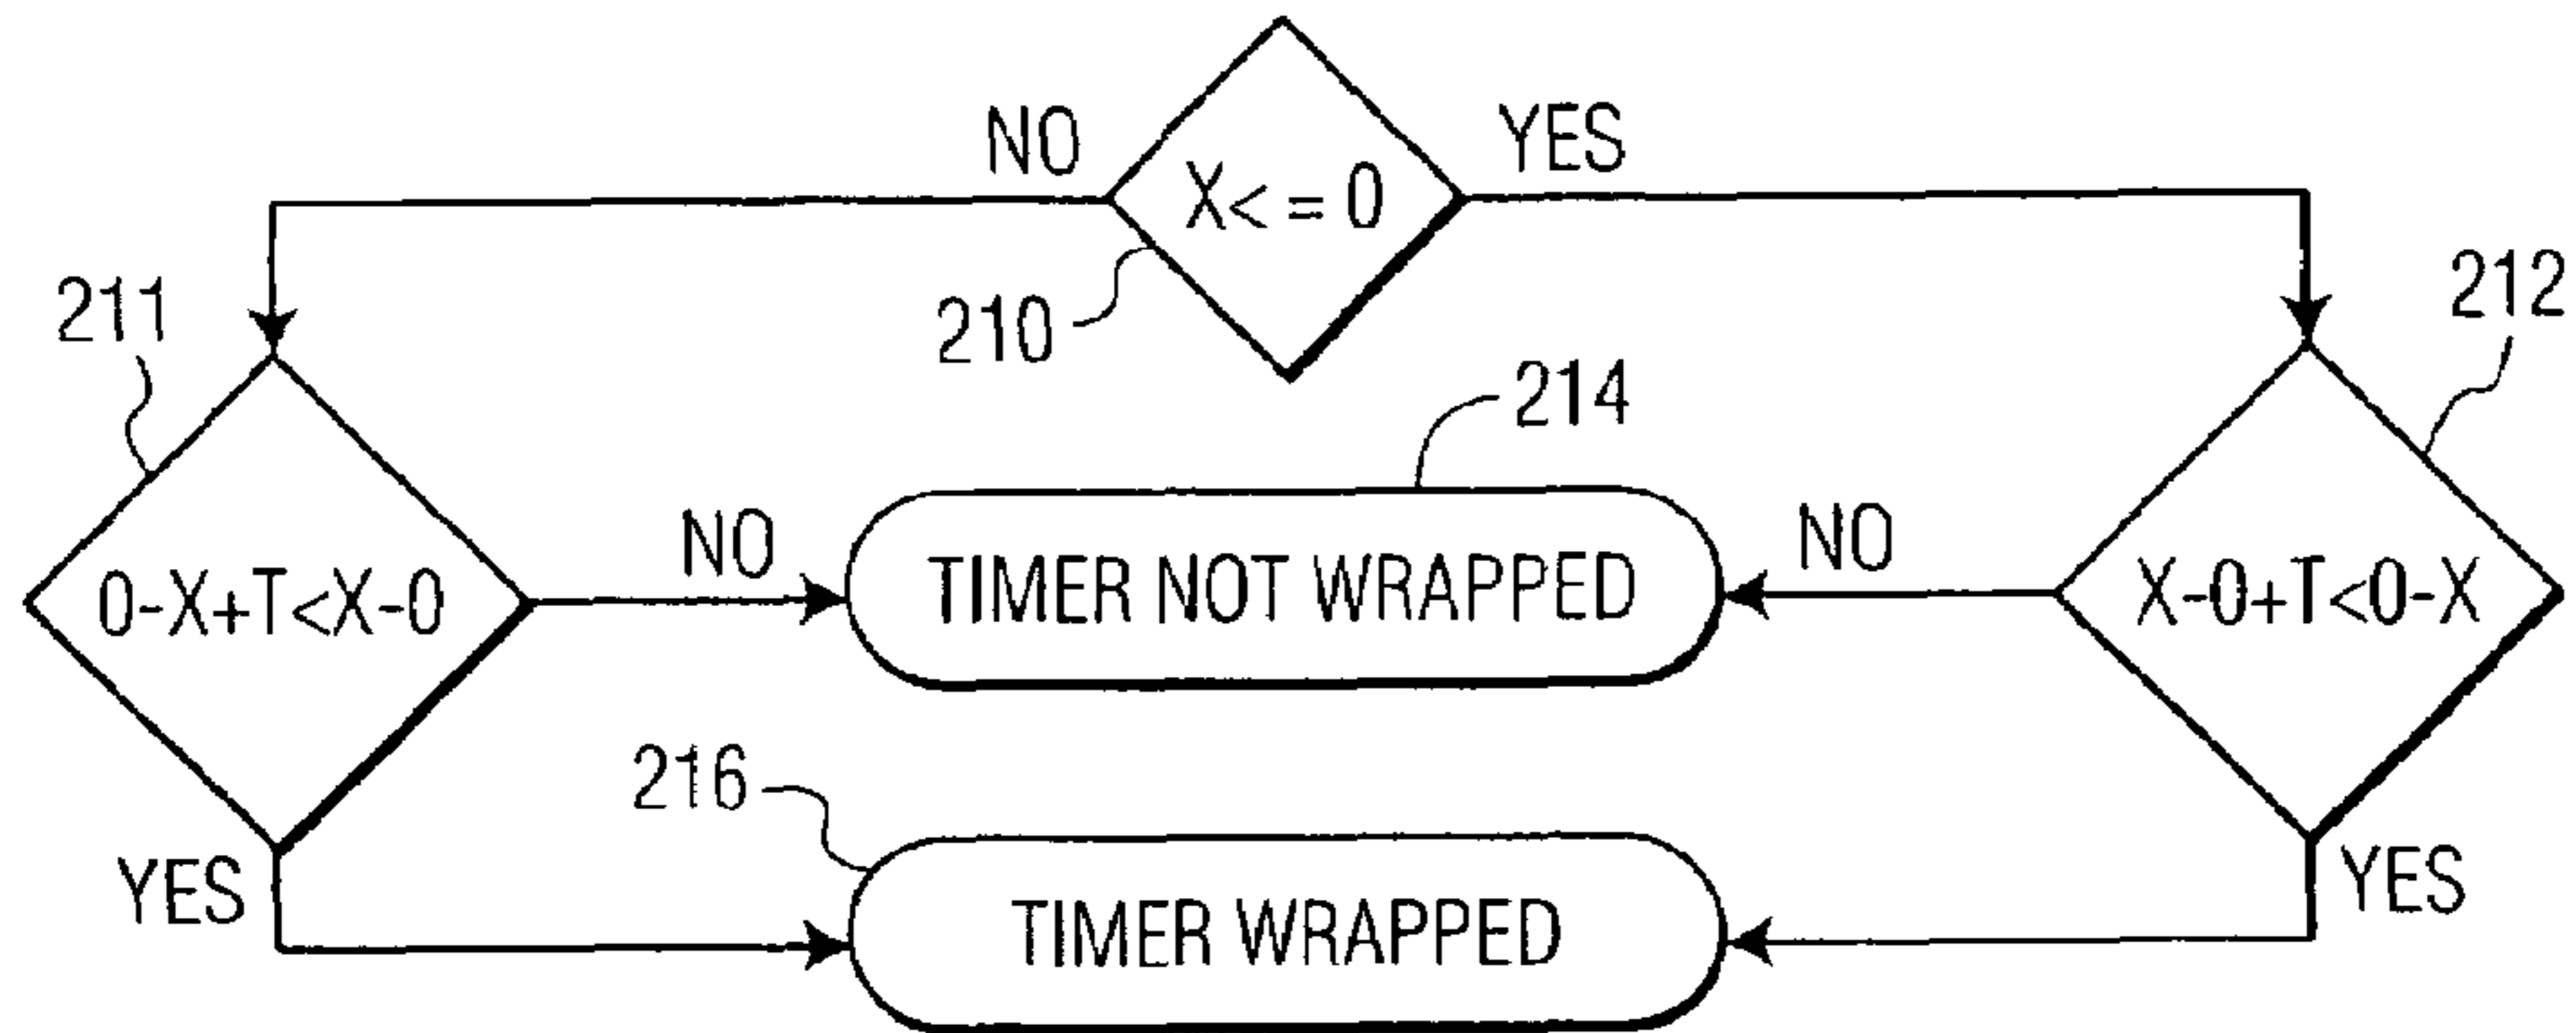 NO
YES
X< = 0
210
211
212
214
0-X+T<X-0
NO
TIMER NOT WRAPPED
NO
X-0+T<0-X
216
YES
TIMER WRAPPED
YES